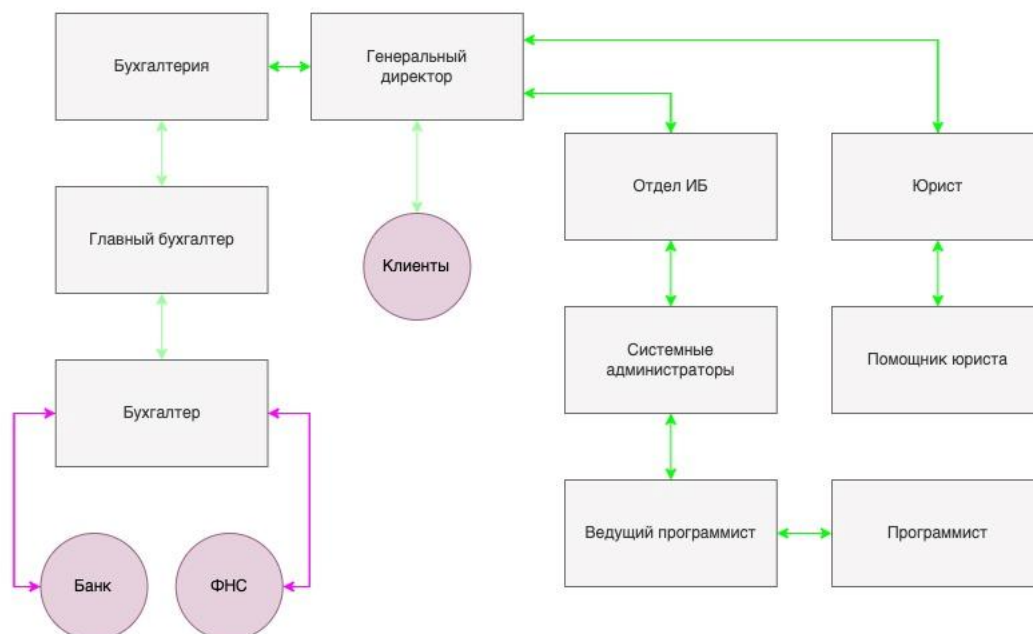 Бухгалтерия
Генеральный
директор
Отдел ИБ
Юрист
Главный бухгалтер
Клиенты
Системные
администраторы
Помощник юриста
Бухгалтер
Ведущий программист
Программист
Банк
ФНС